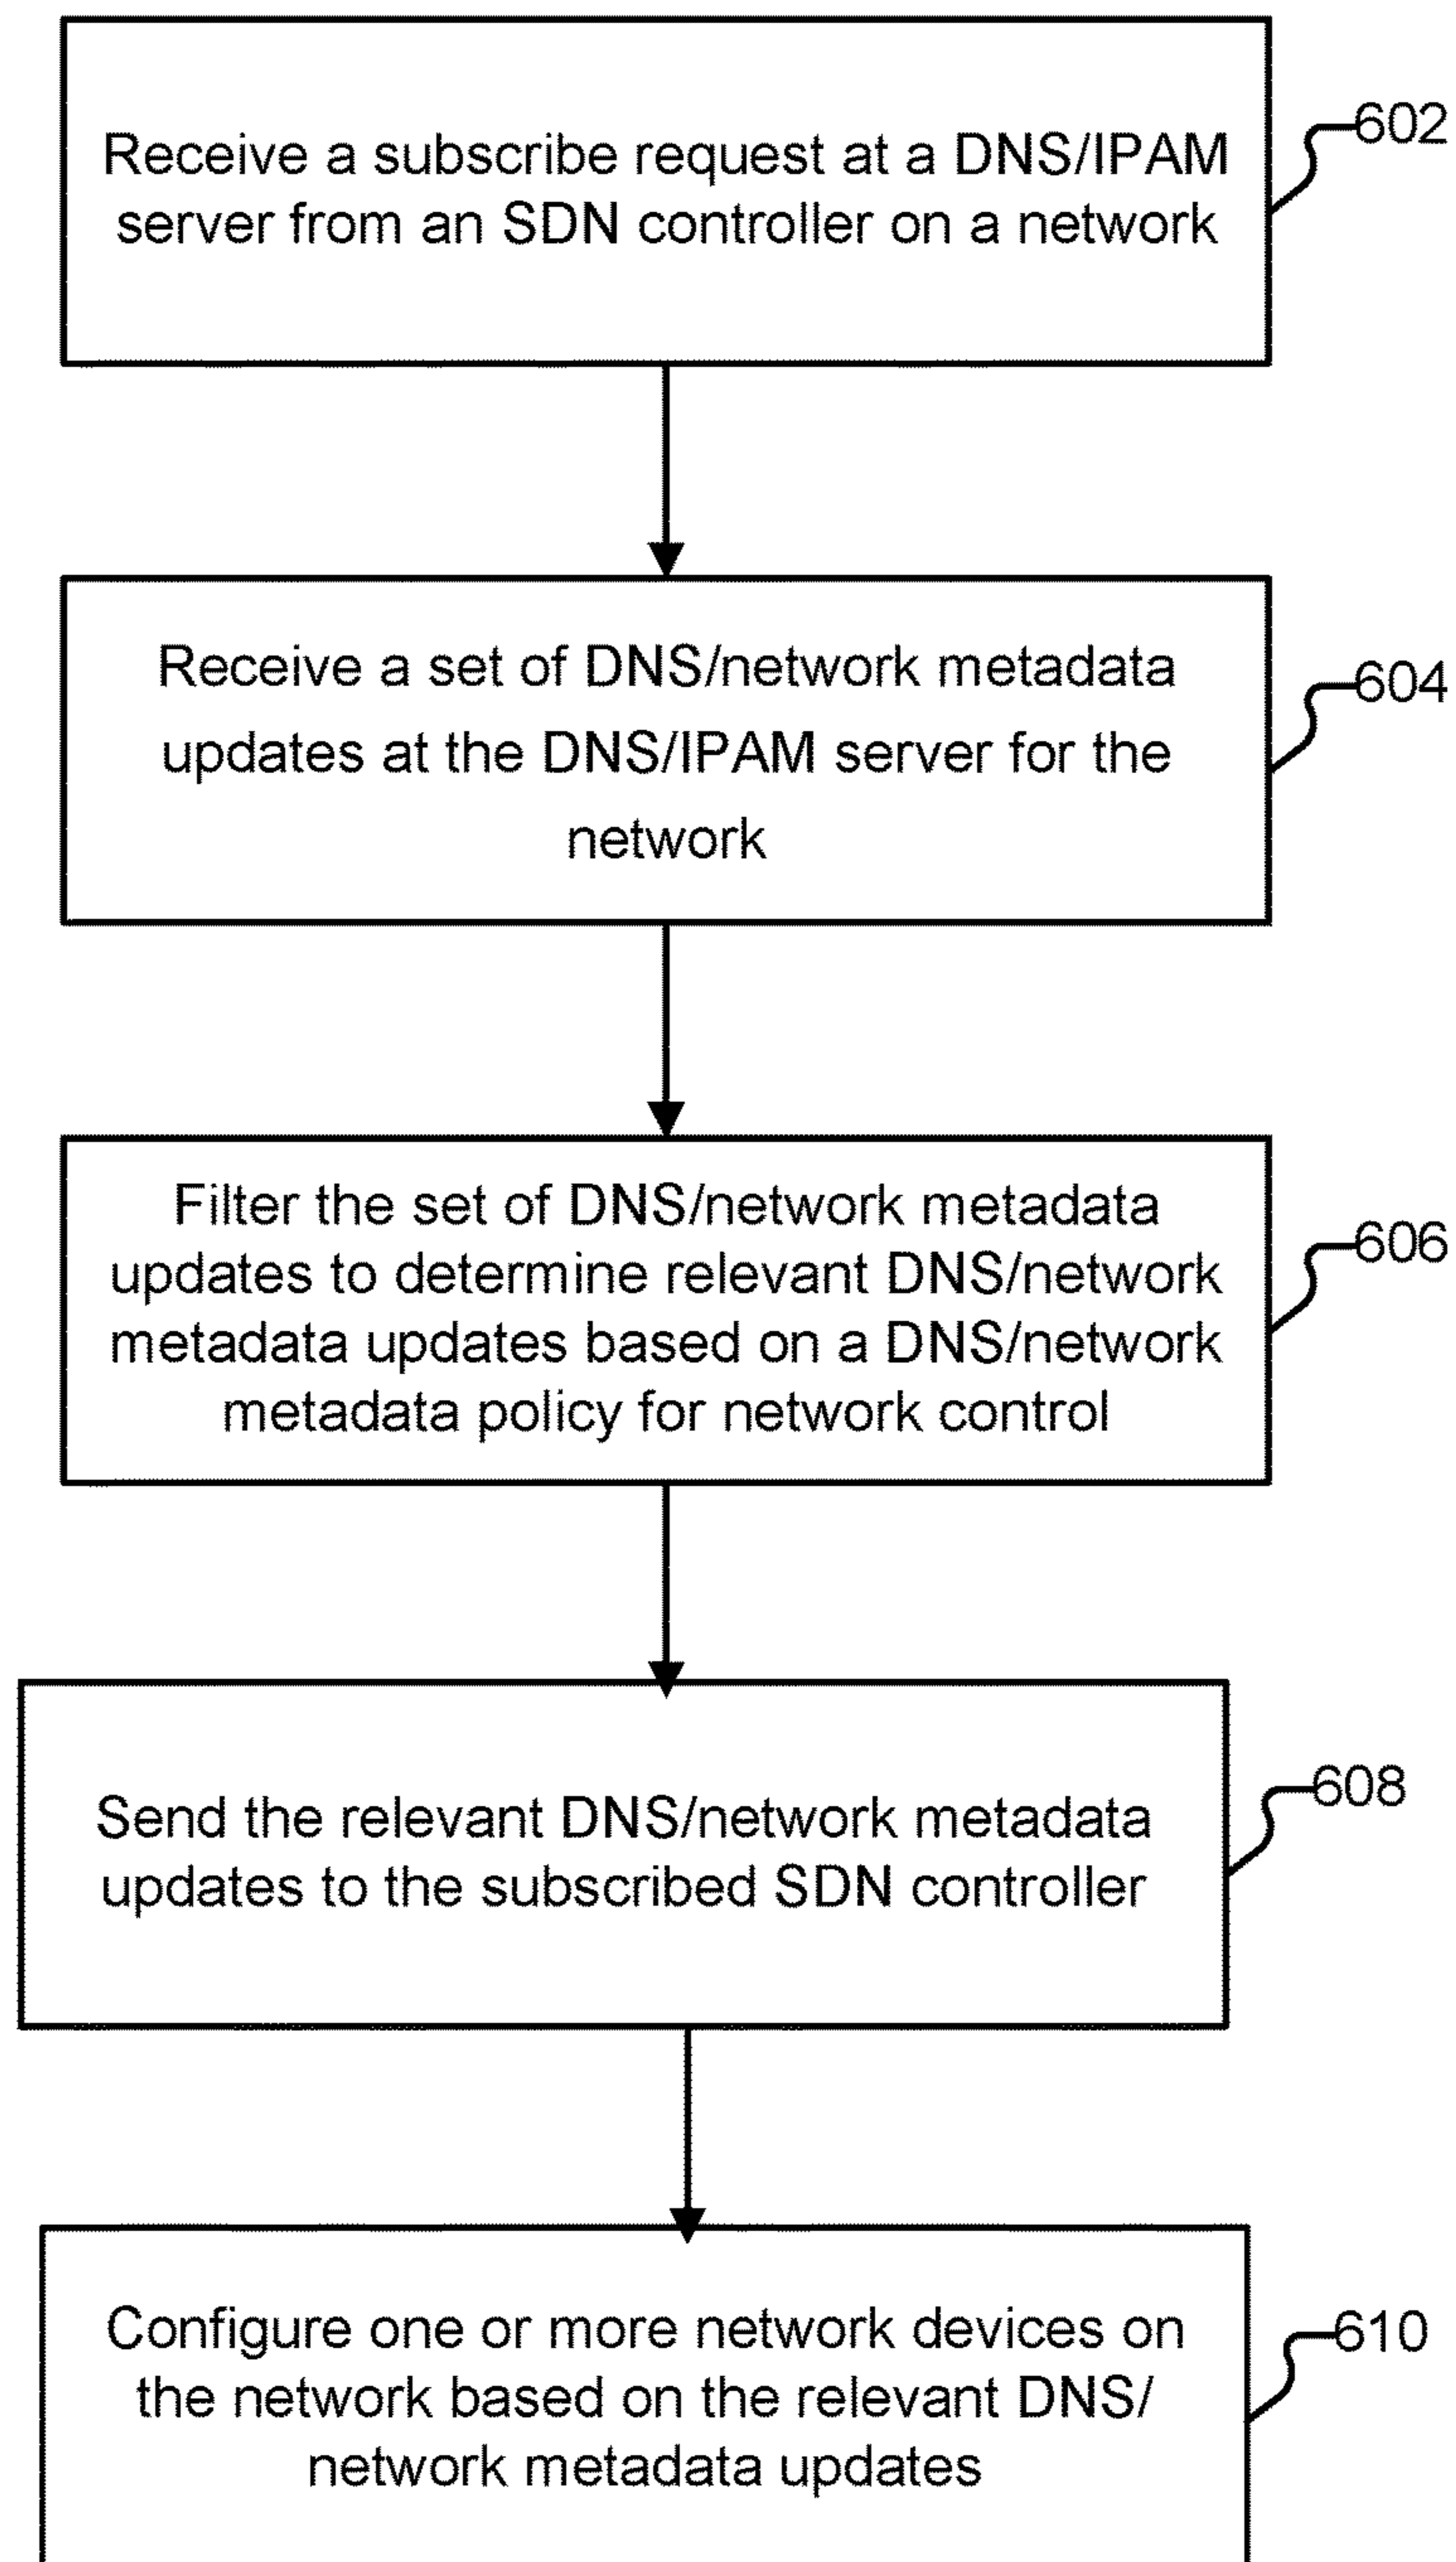 Receive a subscribe request at a DNS/IPAM
server from an SDN controller on a network
602
Receive a set of DNS/network metadata
updates at the DNS/IPAM server for the
network
604
Filter the set of DNS/network metadata
updates to determine relevant DNS/network
metadata updates based on a DNS/network
metadata policy for network control
606
Send the relevant DNS/network metadata
updates to the subscribed SDN controller
608
Configure one or more network devices on
the network based on the relevant DNS/
network metadata updates
610